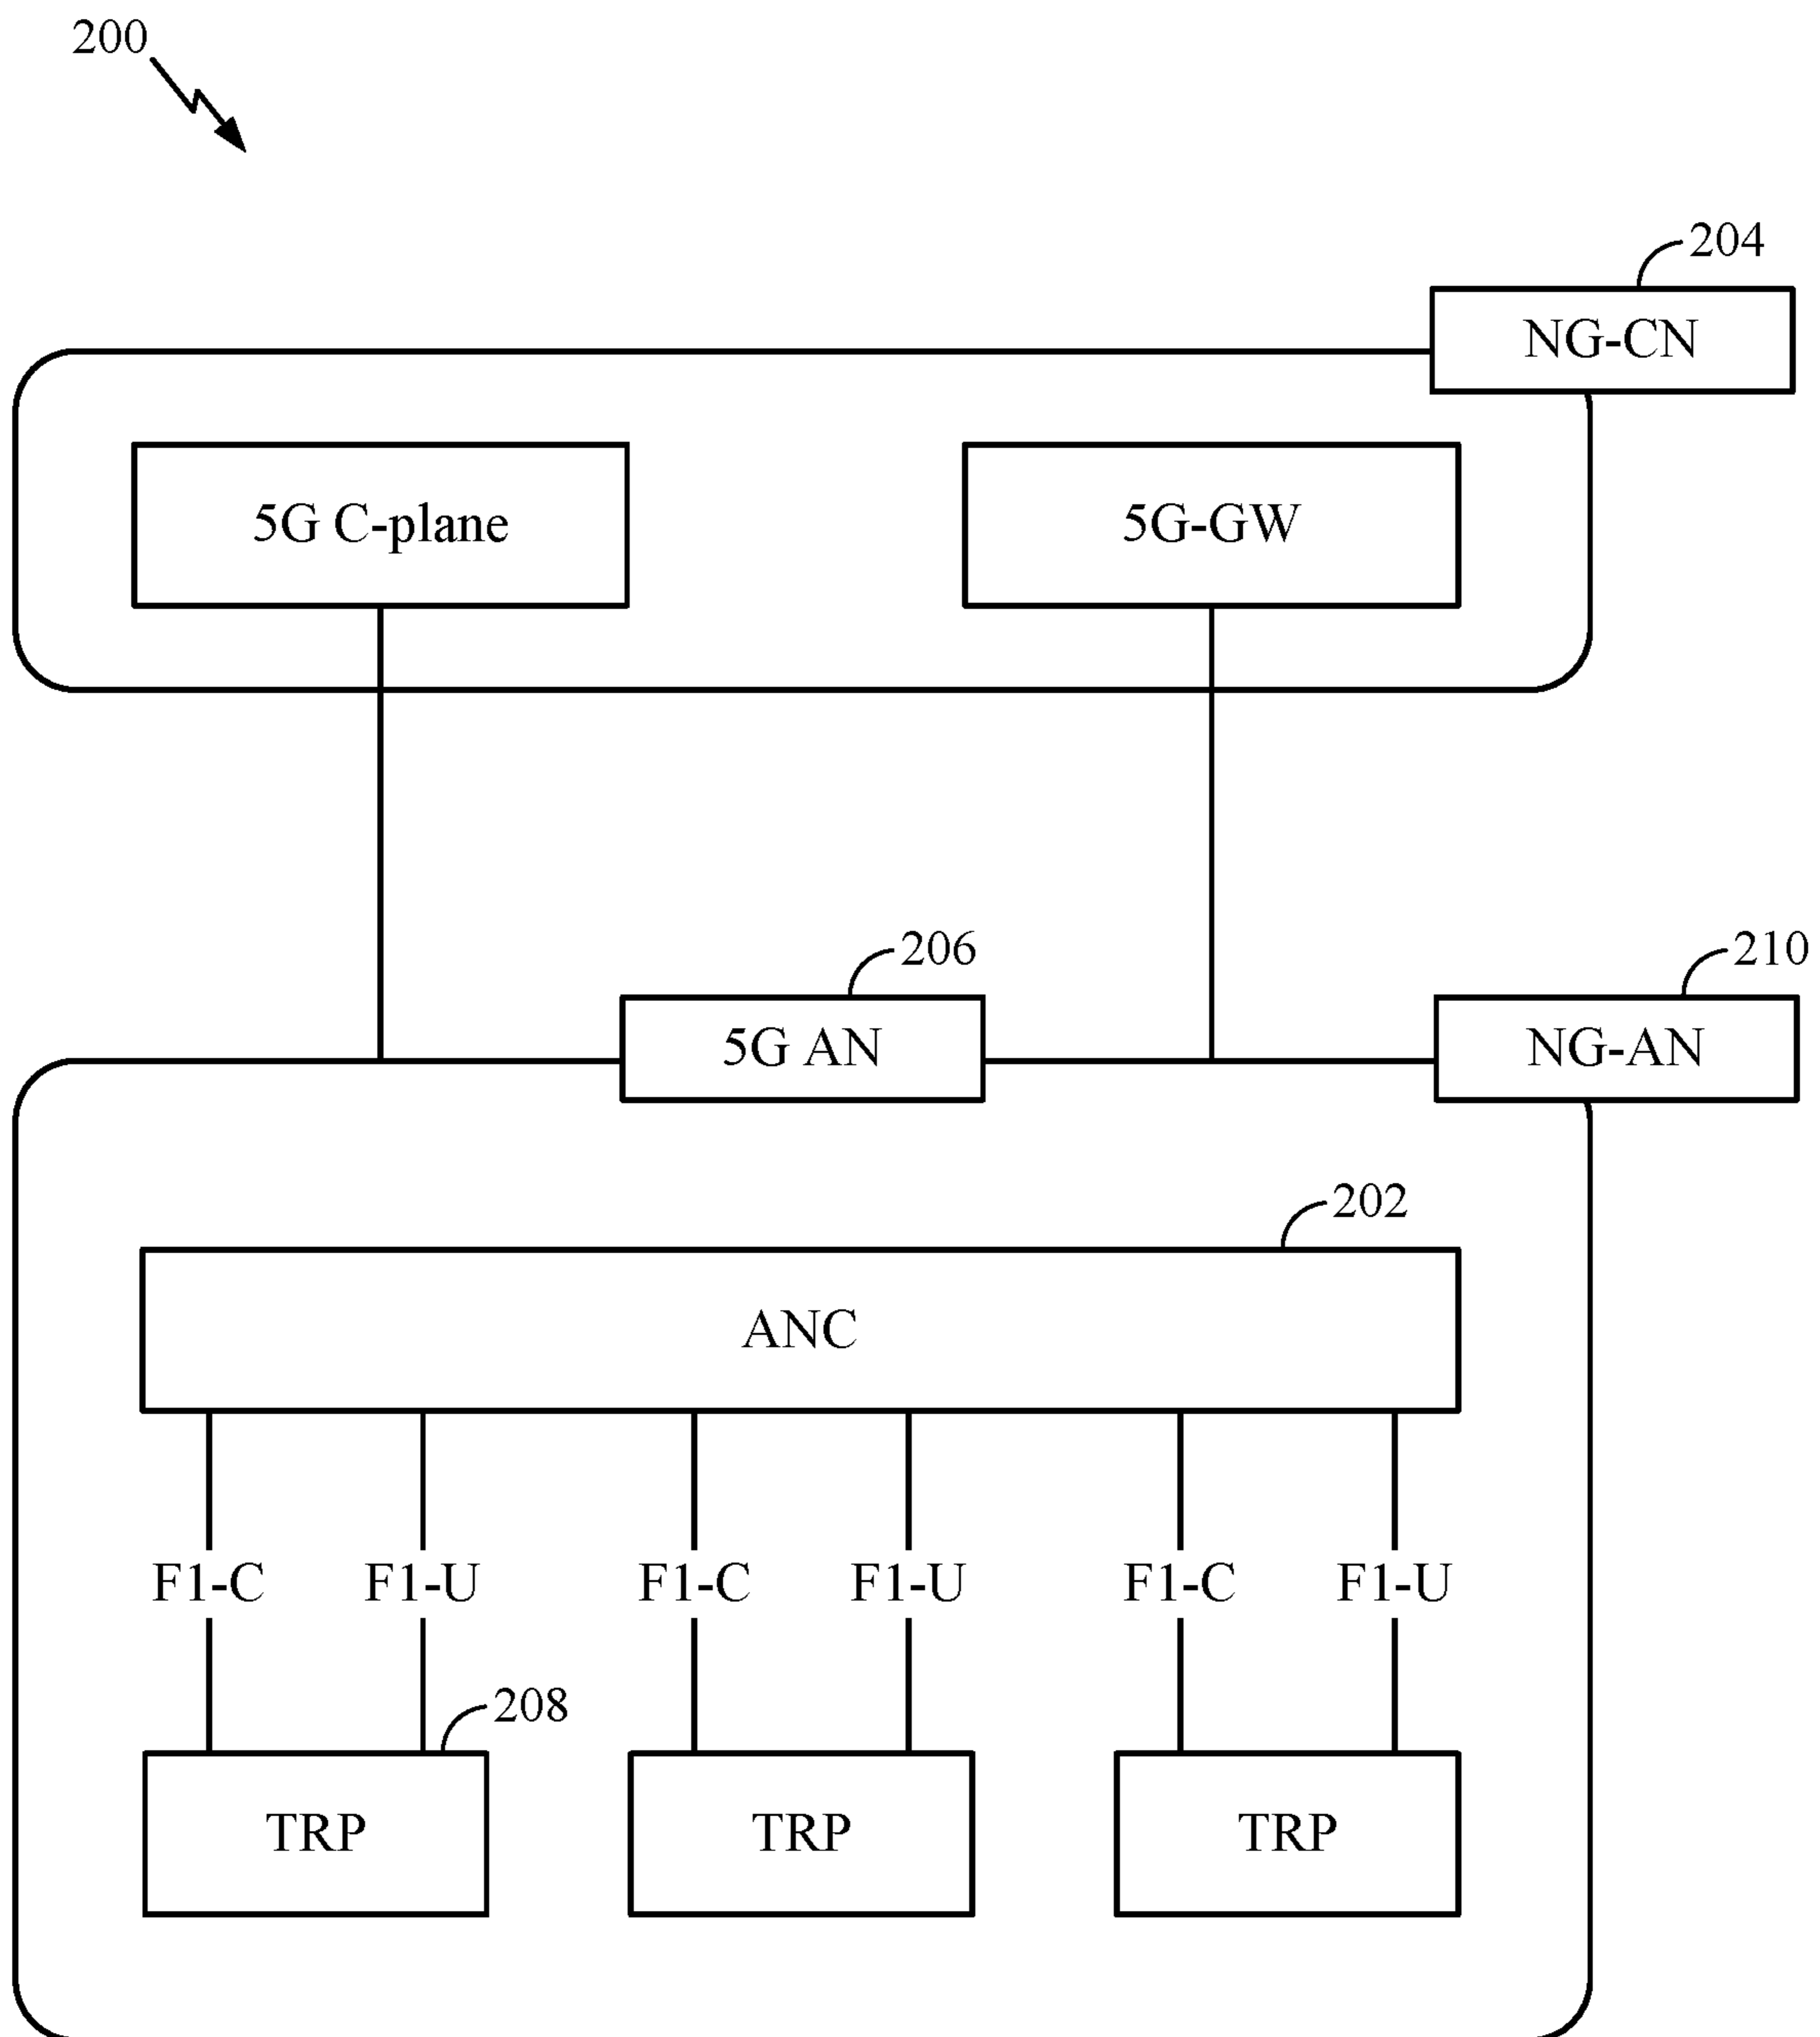 200
204
NG-CN
5G C-plane
5G-GW
206
210
5G AN
NG-AN
202
ANC
F1-C
F1-U
F1-C
F1-U
F1-C
F1-U
208
TRP
TRP
TRP